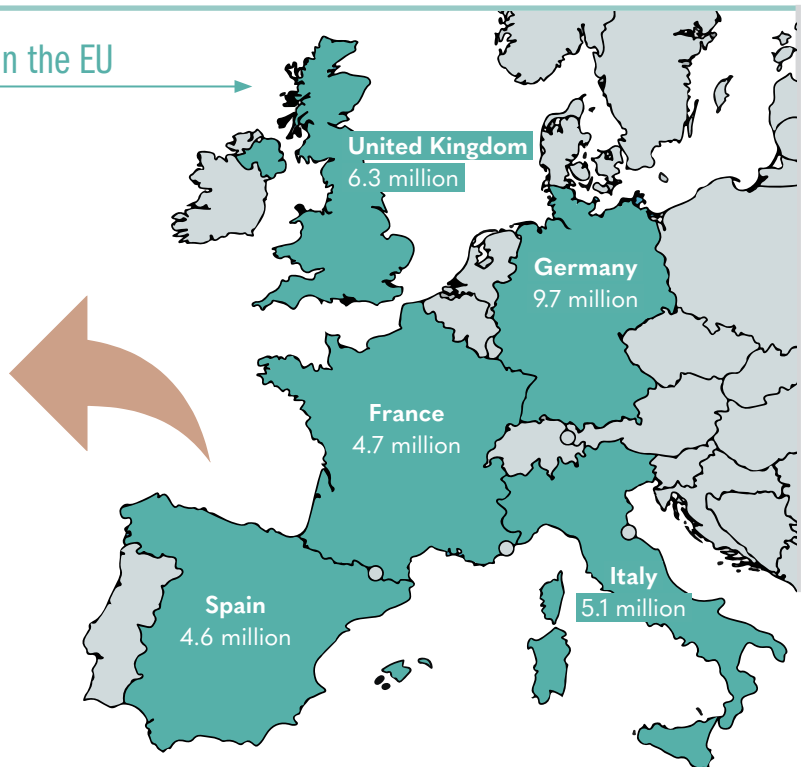 n the EU
United Kingdom
6.3 million
Germany
9.7 million
France
4.7 million
Italy
5.1 million
Spain
4.6 million